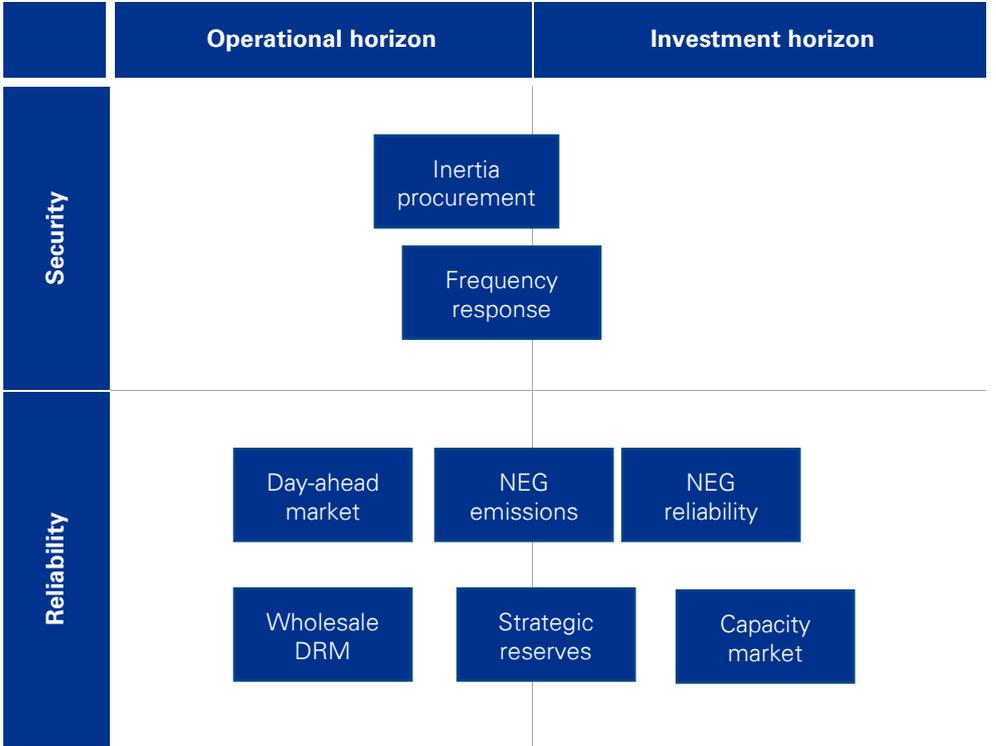 Operational horizon
Investment horizon
Security
Inertia
procurement
Frequency
response
Reliability
Day-ahead
market
NEG
emissions
NEG
reliability
Wholesale
DRM
Strategic
reserves
Capacity
market